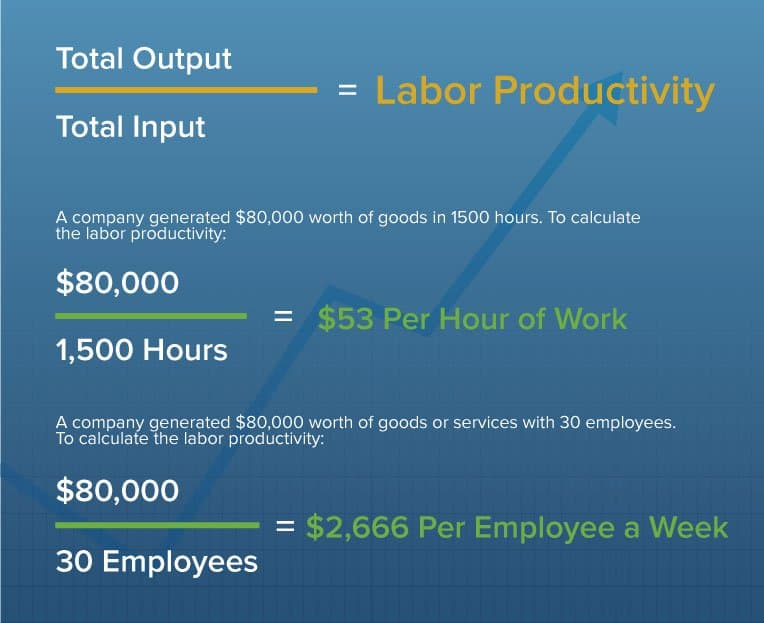 Total Output
= Labor Productivity
Total Input
A company generated $80,000 worth of goods in 1500 hours. To calculate
the labor productivity:
$80,000
= $53 Per Hour of Work
1,500 Hours
A company generated $80,000 worth of goods or services with 30 employees.
To calculate the labor productivity:
$80,000
= $2,666 Per Employee a Week
30 Employees